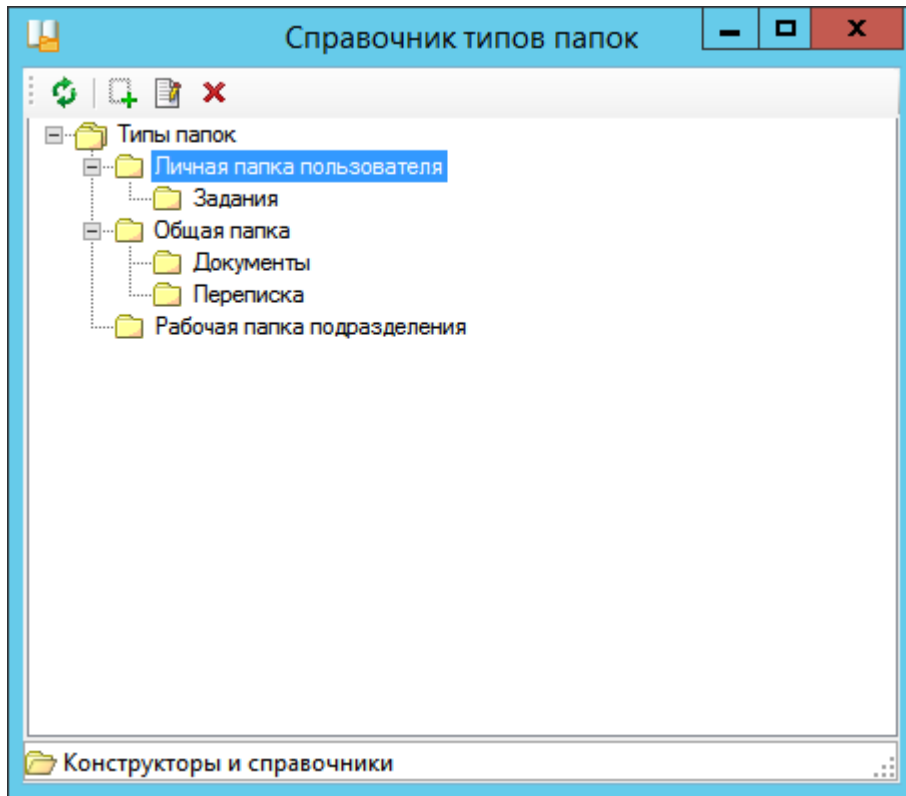 Справочник типов папок
Типы папок
Личная папка пользователя
Задания
Общая папка
Документы
Переписка
Рабочая папка подразделения
Конструкторы и справочники